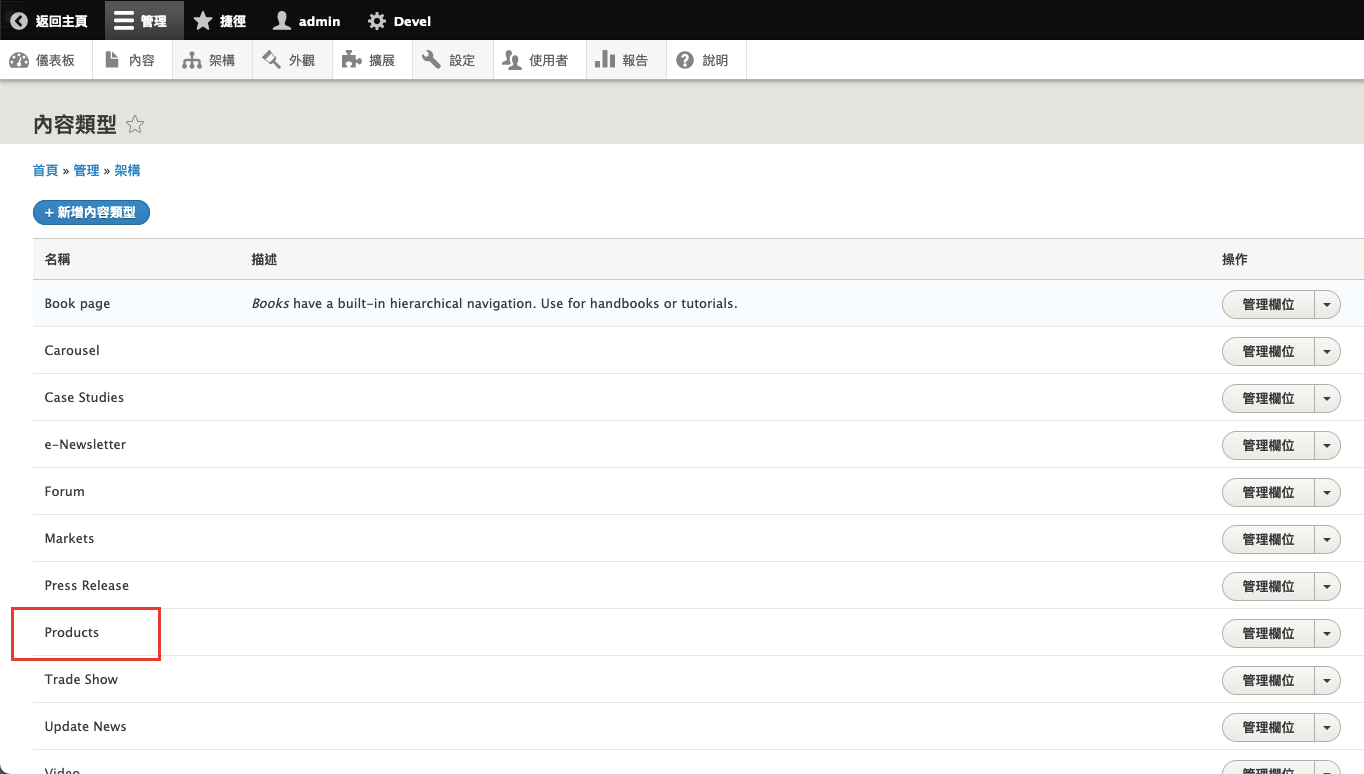 返回主頁 管理 捷徑 admin Devel
儀表板 內容 架構 外觀 擴展 設定 使用者 報告 說明
內容類型
首頁 » 管理 » 架構
+ 新增內容類型
名稱 描述 操作
Book page Books have a built-in hierarchical navigation. Use for handbooks or tutorials. 管理欄位
Carousel 管理欄位
Case Studies 管理欄位
e-Newsletter 管理欄位
Forum 管理欄位
Markets 管理欄位
Press Release 管理欄位
Products 管理欄位
Trade Show 管理欄位
Update News 管理欄位
Video 管理欄位